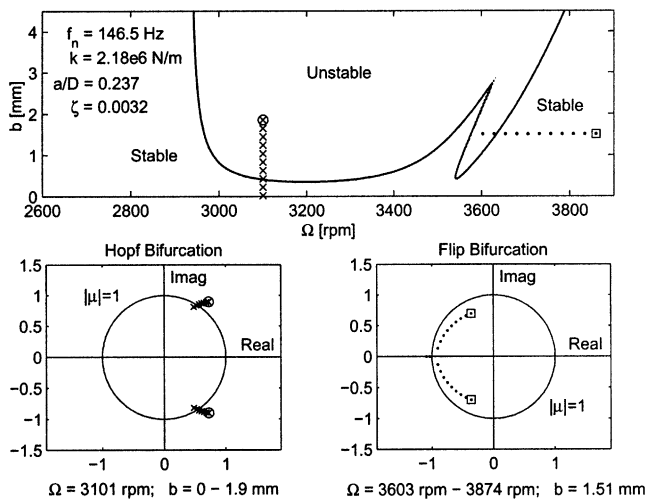 f_n = 146.5 Hz
k = 2.18e6 N/m
a/D = 0.237
ζ = 0.0032
Unstable
Stable
Stable
b [mm]
4
3
2
1
0
2600
2800
3000
3200
3400
3600
3800
Ω [rpm]
Hopf Bifurcation
Imag
|μ|=1
Real
1.5
1
0.5
0
−0.5
−1
−1.5
−1
0
1
Ω = 3101 rpm; b = 0 − 1.9 mm
Flip Bifurcation
Imag
Real
|μ|=1
1.5
1
0.5
0
−0.5
−1
−1.5
−1
0
1
Ω = 3603 rpm − 3874 rpm; b = 1.51 mm